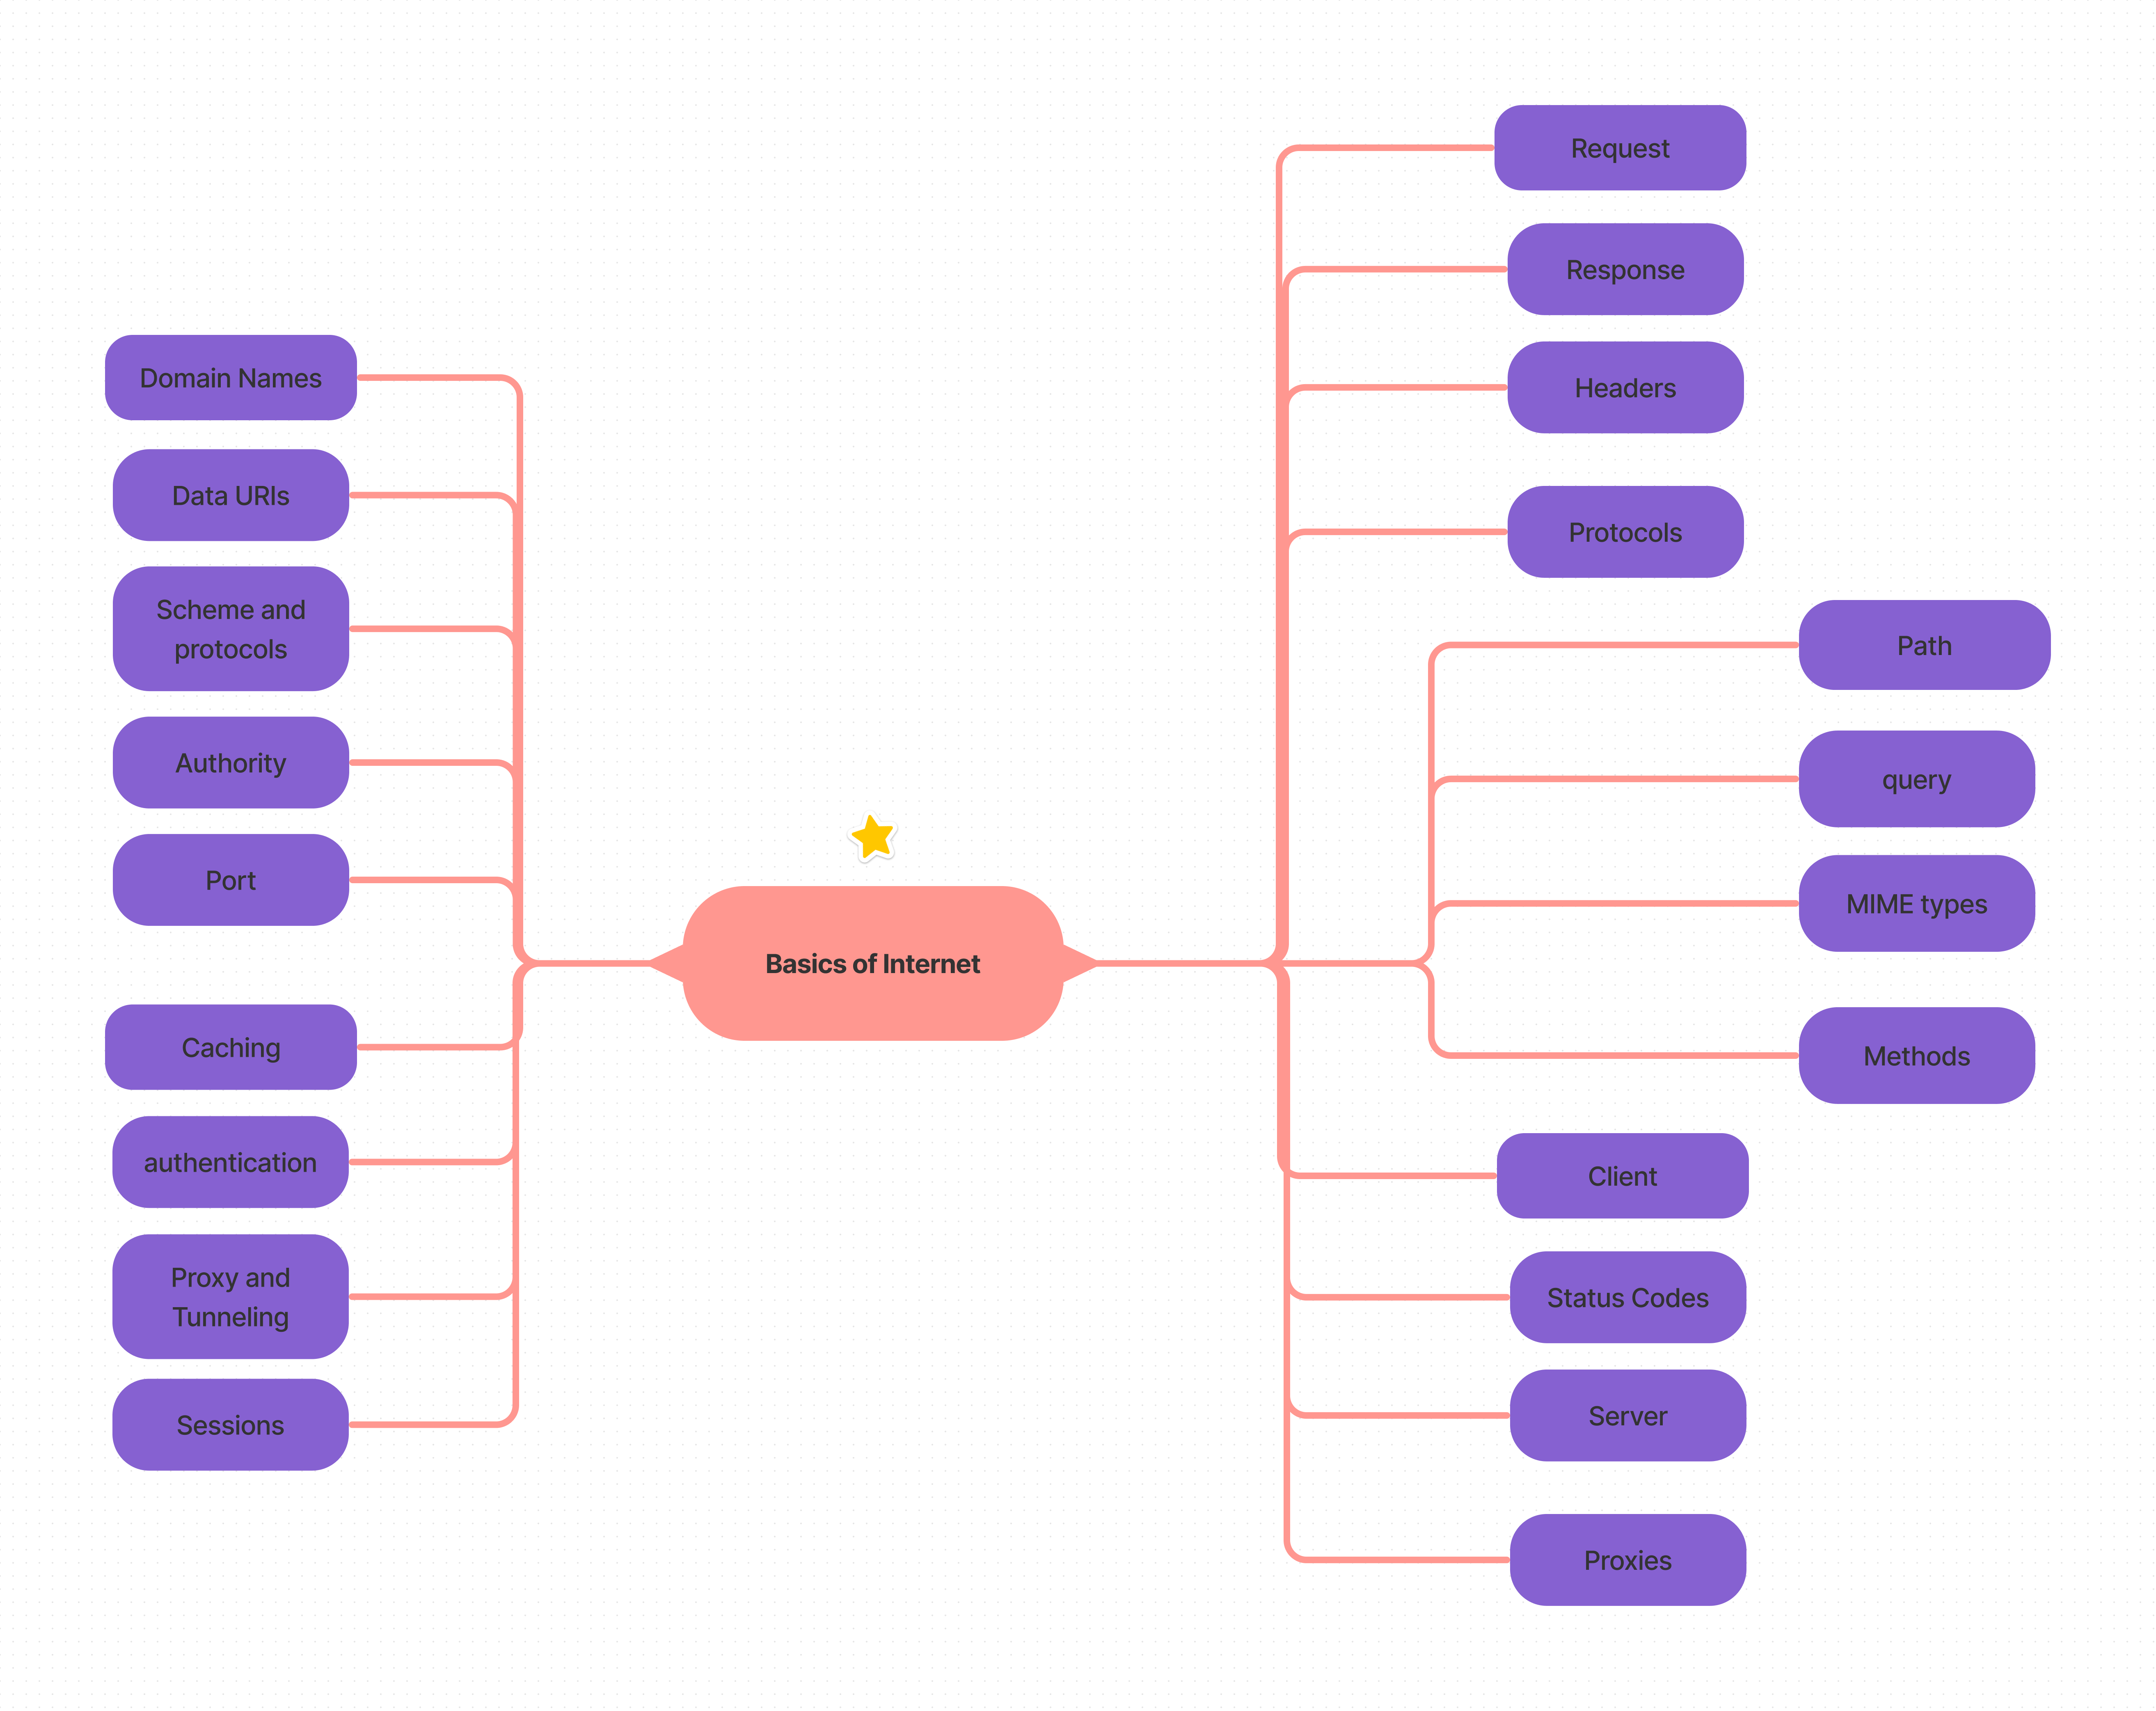 Request
Response
Headers
Protocols
Path
query
MIME types
Methods
Client
Status Codes
Server
Proxies
Basics of Internet
Domain Names
Data URIs
Scheme and
protocols
Authority
Port
Caching
authentication
Proxy and
Tunneling
Sessions